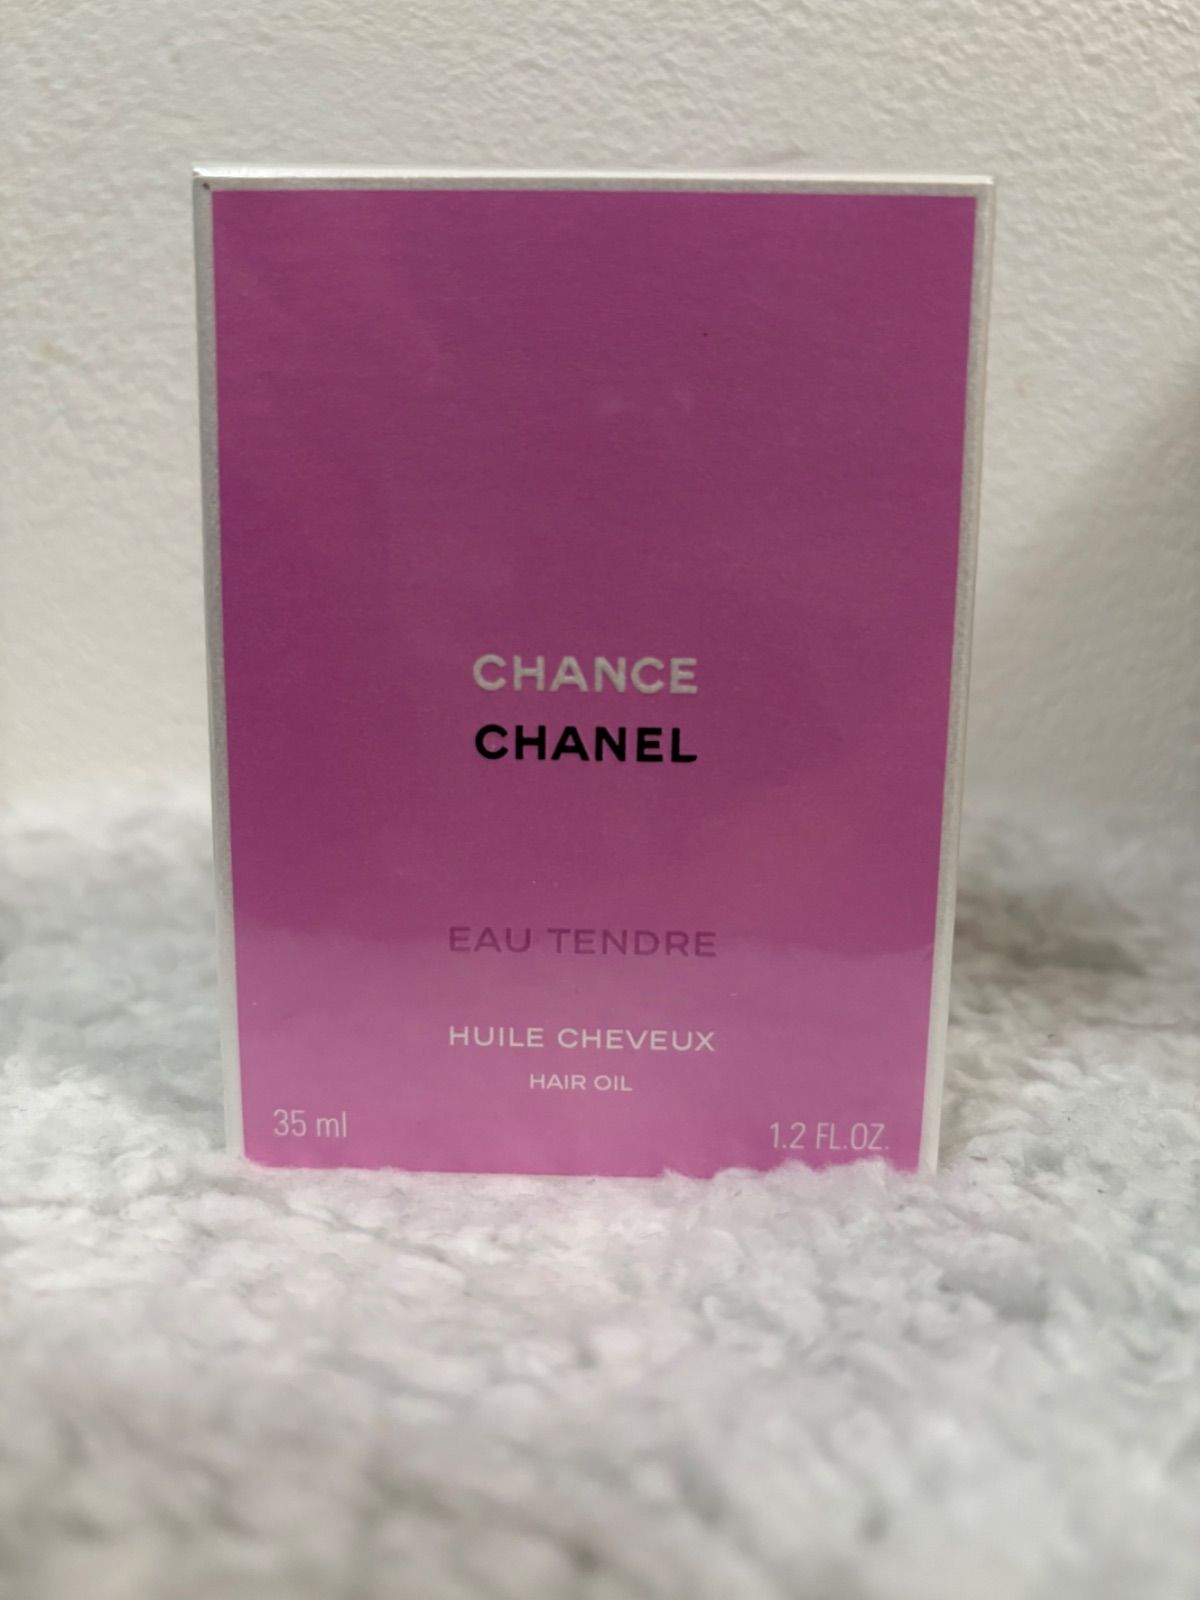 CHANCE
CHANEL
EAU TENDRE
HUILE CHEVEUX
HAIR OIL
35 ml
1.2 FL.OZ.